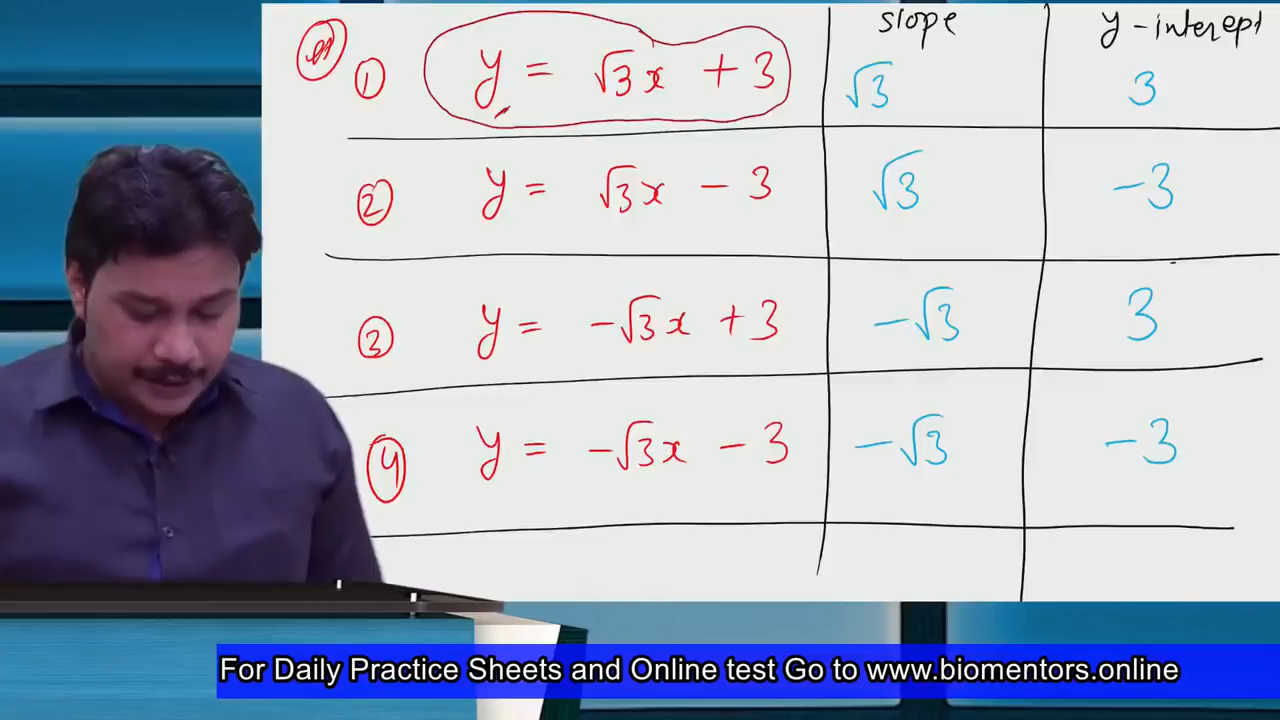 slope y-interept
① y = √3x + 3 √3 3
② y = √3x - 3 √3 -3
③ y = -√3x + 3 -√3 3
④ y = -√3x - 3 -√3 -3
For Daily Practice Sheets and Online test Go to www.biomentors.online